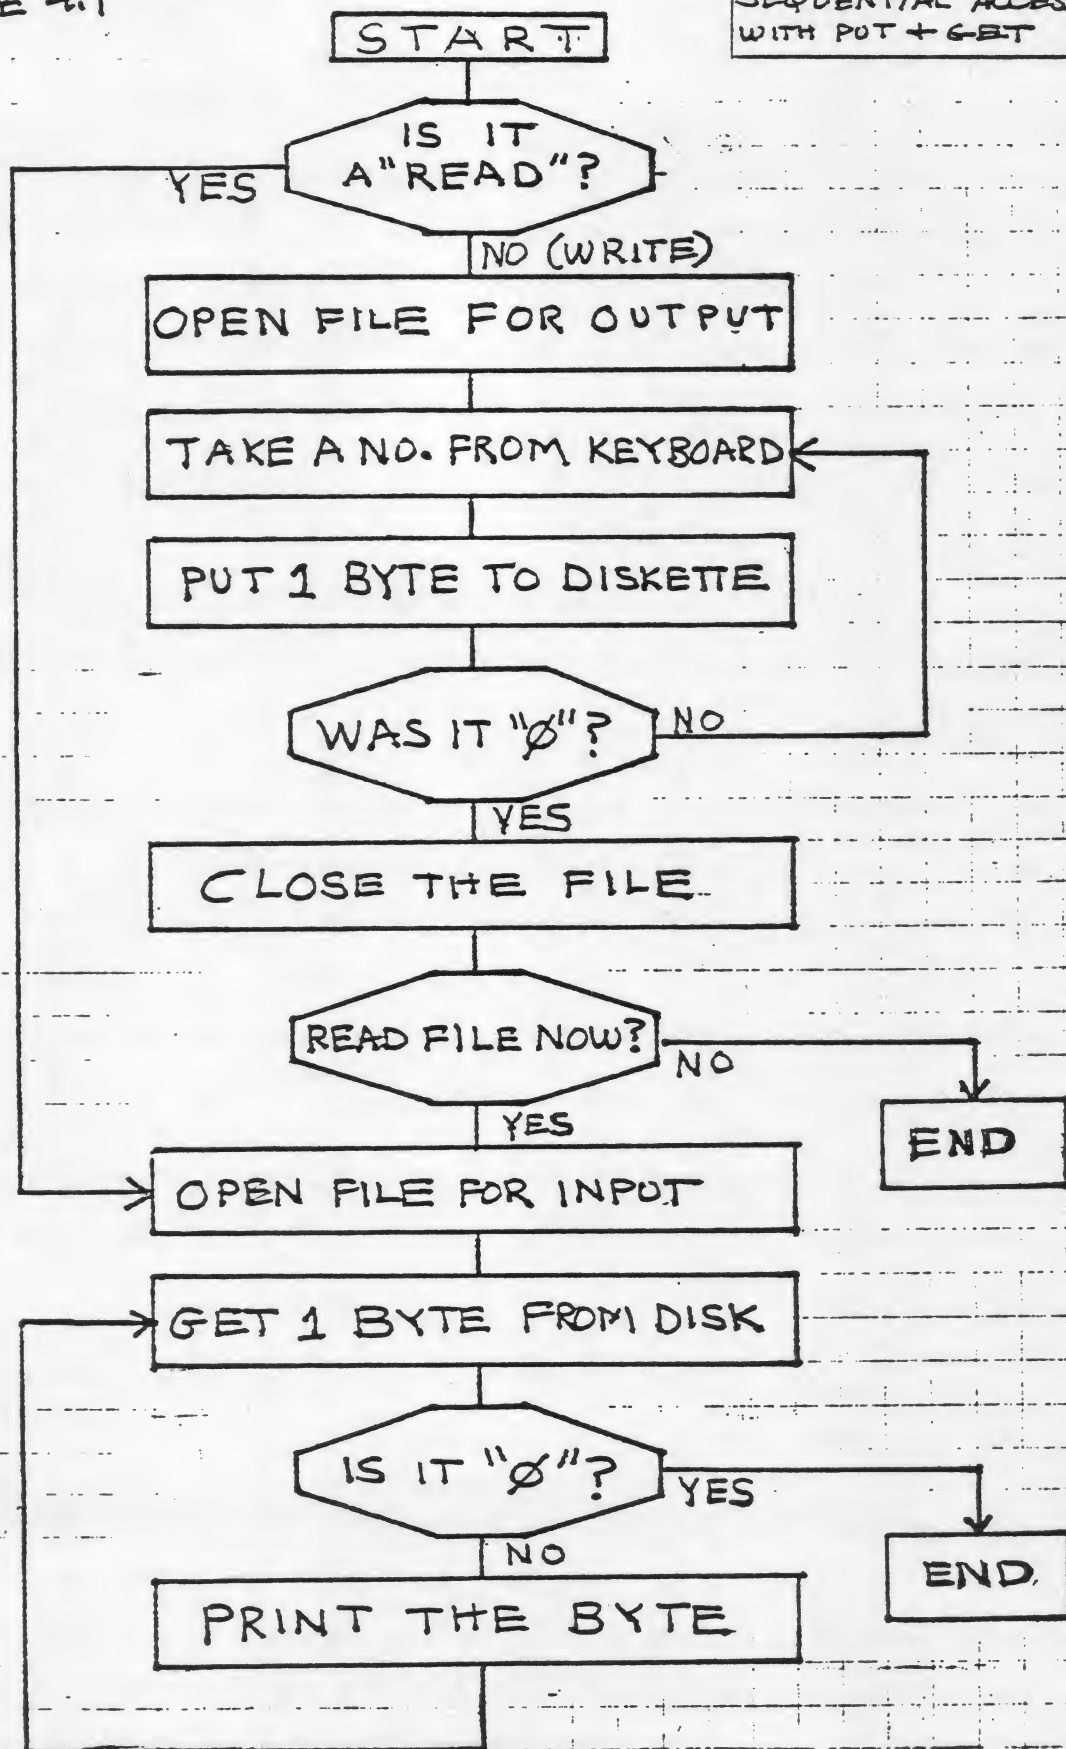 SEQUENTIAL ACCES
WITH PUT + GET
START
IS IT
A "READ"?
YES
NO (WRITE)
OPEN FILE FOR OUTPUT
TAKE A NO. FROM KEYBOARD
PUT 1 BYTE TO DISKETTE
WAS IT "Ø"?
NO
YES
CLOSE THE FILE
READ FILE NOW?
NO
YES
END
OPEN FILE FOR INPUT
GET 1 BYTE FROM DISK
IS IT "Ø"?
YES
NO
END.
PRINT THE BYTE